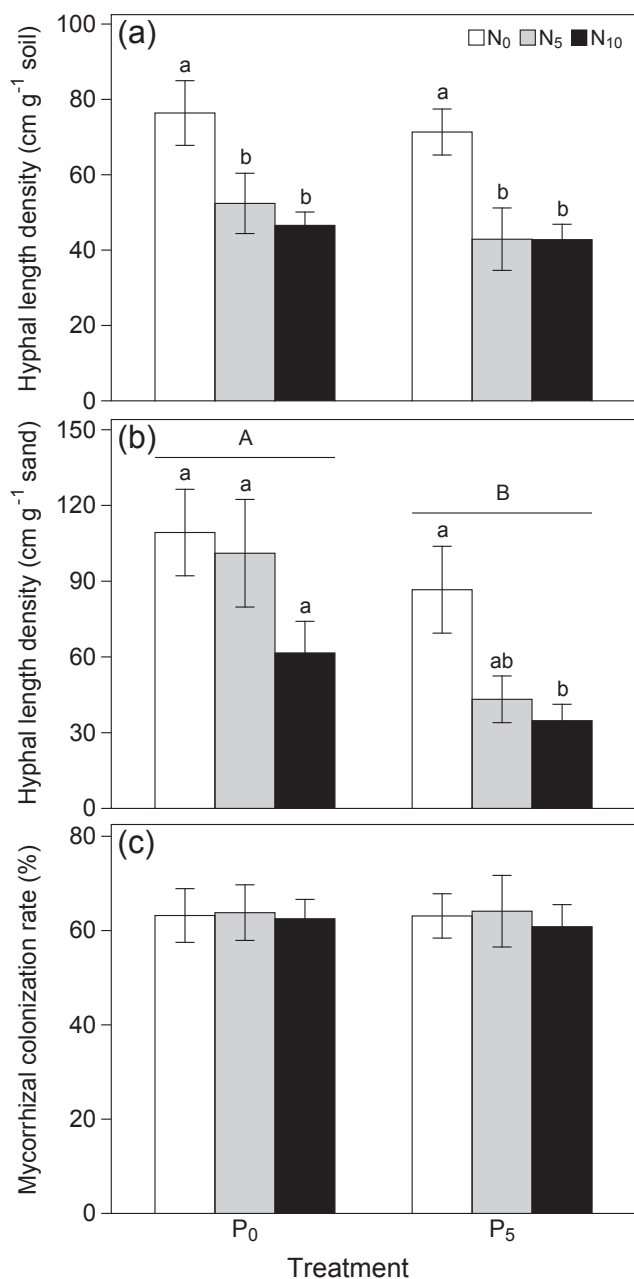 (a)
N₀ N₅ N₁₀
Hyphal length density (cm g⁻¹ soil)
100
80
60
40
20
0
a
b
b
a
b
b
(b)
Hyphal length density (cm g⁻¹ sand)
150
120
90
60
30
0
A
a
a
a
B
a
ab
b
(c)
Mycorrhizal colonization rate (%)
80
60
40
20
0
P₀ P₅
Treatment